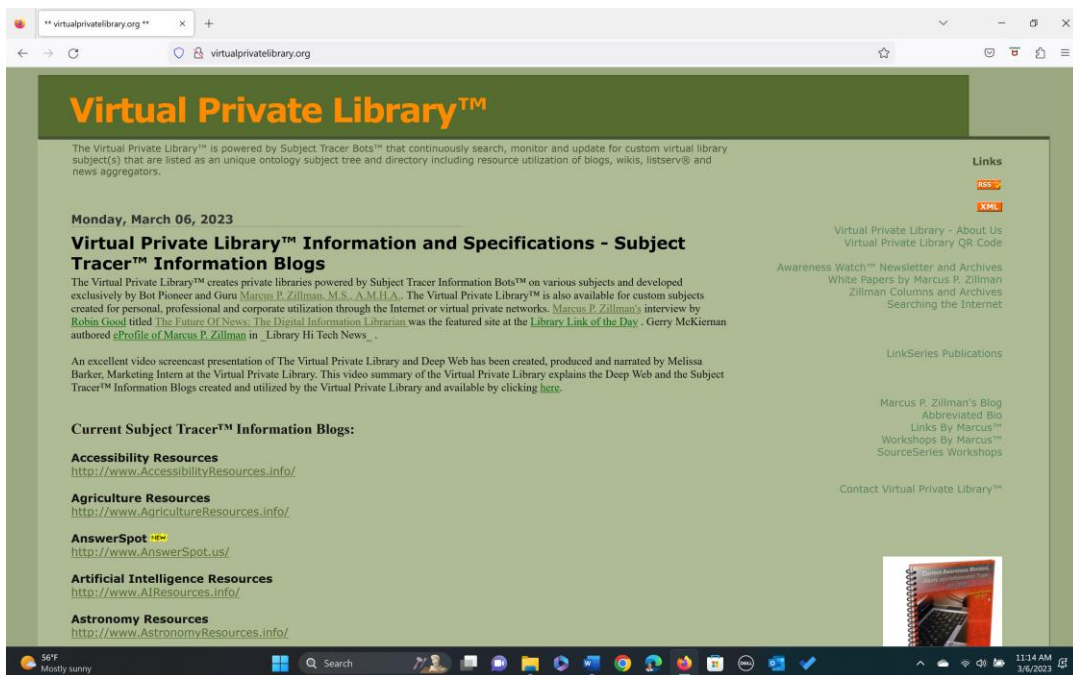 ** virtualprivatelibrary.org **
virtualprivatelibrary.org
Virtual Private Library™
The Virtual Private Library™ is powered by Subject Tracer Bots™ that continuously search, monitor and update for custom virtual library
subject(s) that are listed as an unique ontology subject tree and directory including resource utilization of blogs, wikis, listserv® and
news aggregators.
Monday, March 06, 2023
Virtual Private Library™ Information and Specifications - Subject
Tracer™ Information Blogs
The Virtual Private Library™ creates private libraries powered by Subject Tracer Information Bots™ on various subjects and developed
exclusively by Bot Pioneer and Guru Marcus P. Zillman, M.S., A.M.H.A.. The Virtual Private Library™ is also available for custom subjects
created for personal, professional and corporate utilization through the Internet or virtual private networks. Marcus P. Zillman's interview by
Robin Good titled The Future Of News: The Digital Information Librarian was the featured site at the Library Link of the Day . Gerry McKiernan
authored eProfile of Marcus P. Zillman in _Library Hi Tech News_ .
An excellent video screencast presentation of The Virtual Private Library and Deep Web has been created, produced and narrated by Melissa
Barker, Marketing Intern at the Virtual Private Library. This video summary of the Virtual Private Library explains the Deep Web and the Subject
Tracer™ Information Blogs created and utilized by the Virtual Private Library and available by clicking here.
Current Subject Tracer™ Information Blogs:
Accessibility Resources
http://www.AccessibilityResources.info/
Agriculture Resources
http://www.AgricultureResources.info/
AnswerSpot NEW
http://www.AnswerSpot.us/
Artificial Intelligence Resources
http://www.AIResources.info/
Astronomy Resources
http://www.AstronomyResources.info/
Links
RSS
XML
Virtual Private Library - About Us
Virtual Private Library QR Code
Awareness Watch™ Newsletter and Archives
White Papers by Marcus P. Zillman
Zillman Columns and Archives
Searching the Internet
LinkSeries Publications
Marcus P. Zillman's Blog
Abbreviated Bio
Links By Marcus™
Workshops By Marcus™
SourceSeries Workshops
Contact Virtual Private Library™
56°F
Mostly sunny
Search
DELL
11:14 AM
3/6/2023